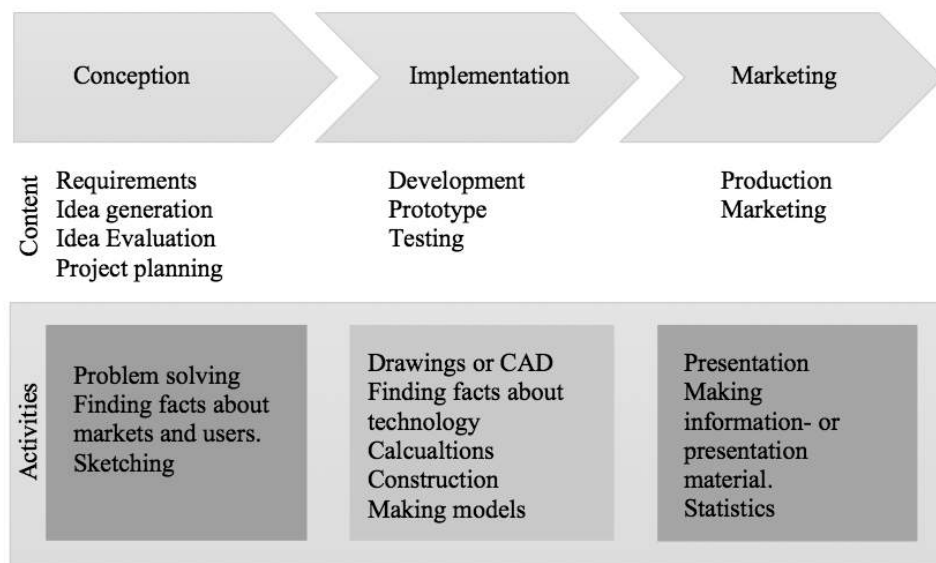 Conception
Implementation
Marketing
Content
Requirements
Idea generation
Idea Evaluation
Project planning
Development
Prototype
Testing
Production
Marketing
Activities
Problem solving
Finding facts about
markets and users.
Sketching
Drawings or CAD
Finding facts about
technology
Calcualtions
Construction
Making models
Presentation
Making
information- or
presentation
material.
Statistics